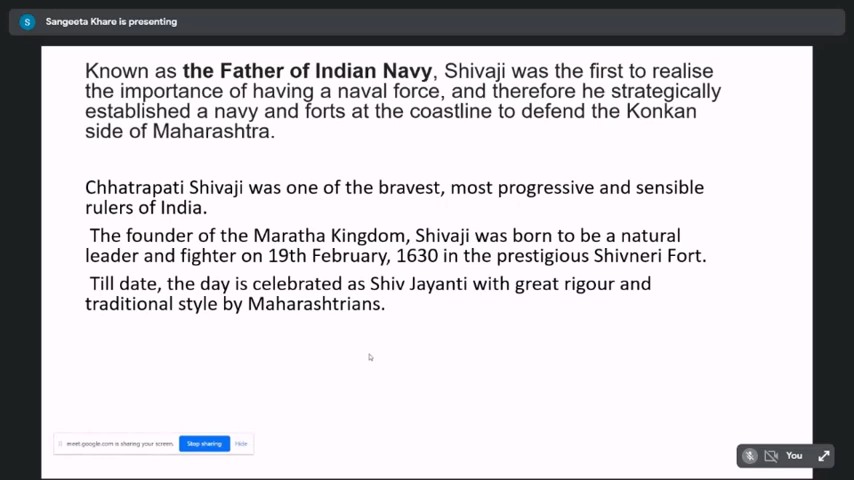 S Sangeeta Khare is presenting
Known as the Father of Indian Navy, Shivaji was the first to realise
the importance of having a naval force, and therefore he strategically
established a navy and forts at the coastline to defend the Konkan
side of Maharashtra.
Chhatrapati Shivaji was one of the bravest, most progressive and sensible
rulers of India.
The founder of the Maratha Kingdom, Shivaji was born to be a natural
leader and fighter on 19th February, 1630 in the prestigious Shivneri Fort.
Till date, the day is celebrated as Shiv Jayanti with great rigour and
traditional style by Maharashtrians.
meet.google.com is sharing your screen. Stop sharing Hide
You